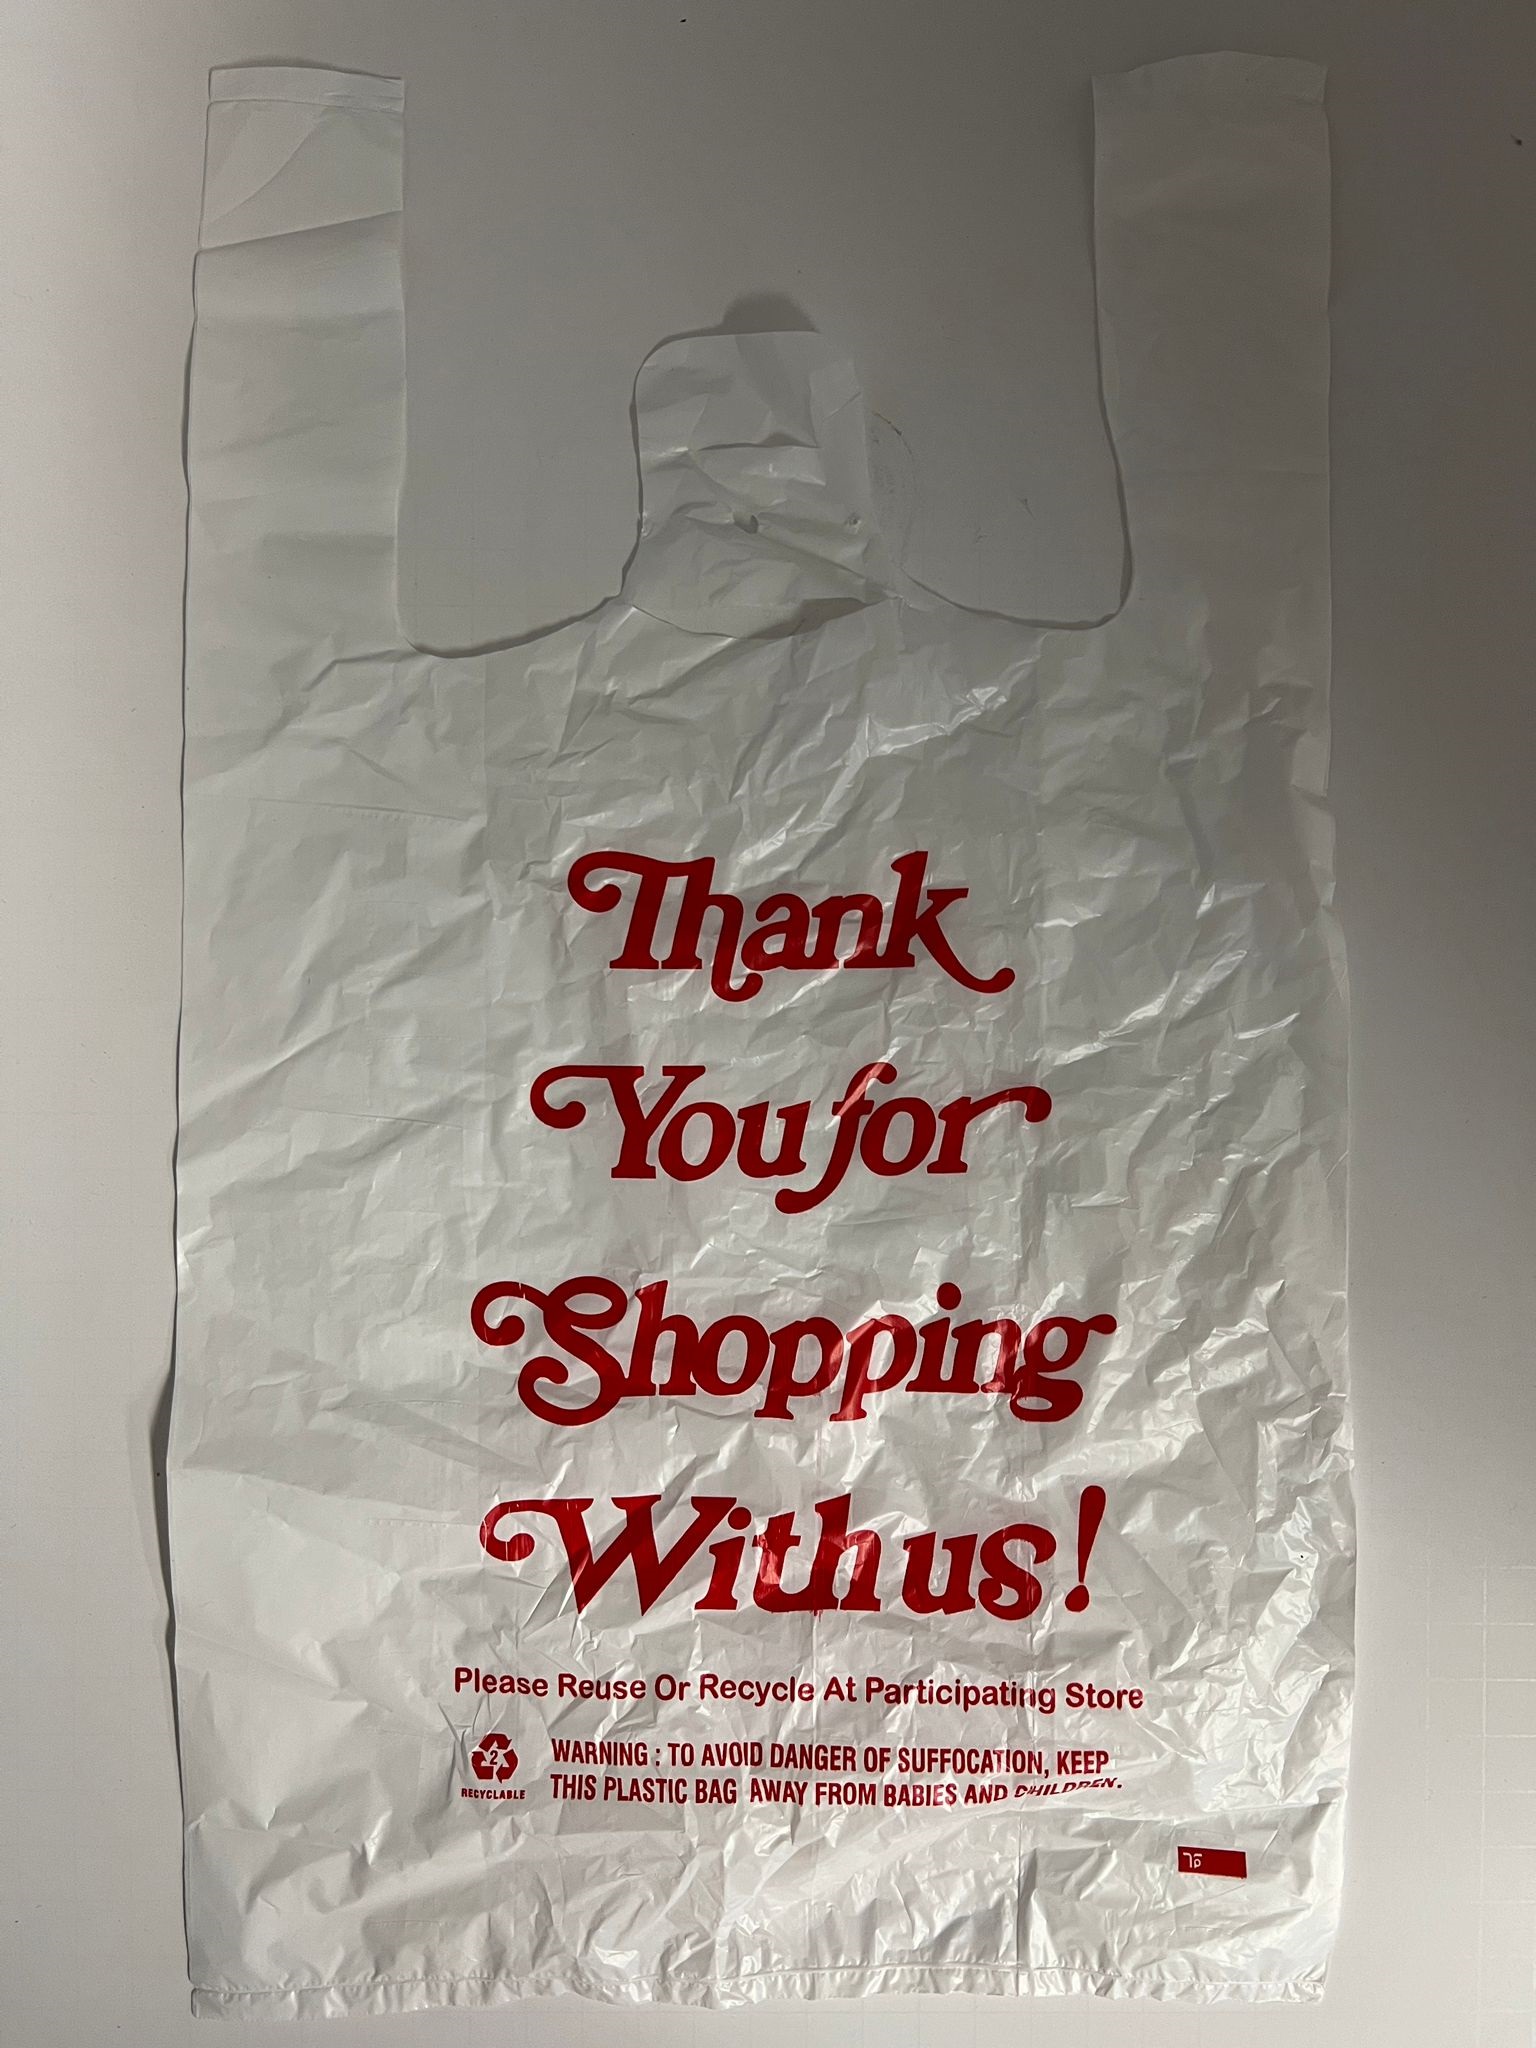 Thank
You for
Shopping
With us!
Please Reuse Or Recycle At Participating Store
2
RECYCLABLE
WARNING : TO AVOID DANGER OF SUFFOCATION, KEEP
THIS PLASTIC BAG AWAY FROM BABIES AND CHILDREN.